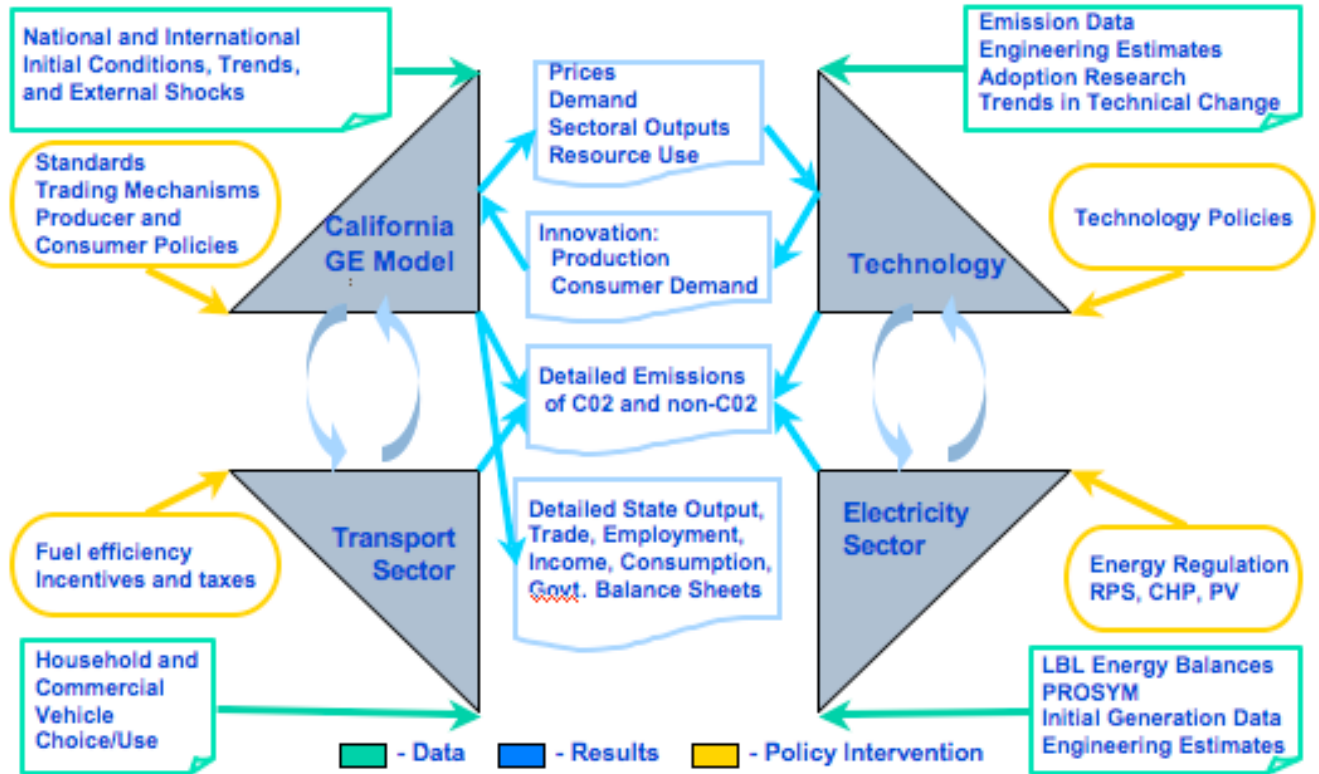 National and International
Initial Conditions, Trends,
and External Shocks
Standards
Trading Mechanisms
Producer and
Consumer Policies
California
GE Model
:
Prices
Demand
Sectoral Outputs
Resource Use
Innovation:
Production
Consumer Demand
Emission Data
Engineering Estimates
Adoption Research
Trends in Technical Change
Technology Policies
Technology
Detailed Emissions
of C02 and non-C02
Detailed State Output,
Trade, Employment,
Income, Consumption,
Govt. Balance Sheets
Transport
Sector
Fuel efficiency
Incentives and taxes
Household and
Commercial
Vehicle
Choice/Use
Electricity
Sector
Energy Regulation
RPS, CHP, PV
LBL Energy Balances
PROSYM
Initial Generation Data
Engineering Estimates
- Data - Results - Policy Intervention